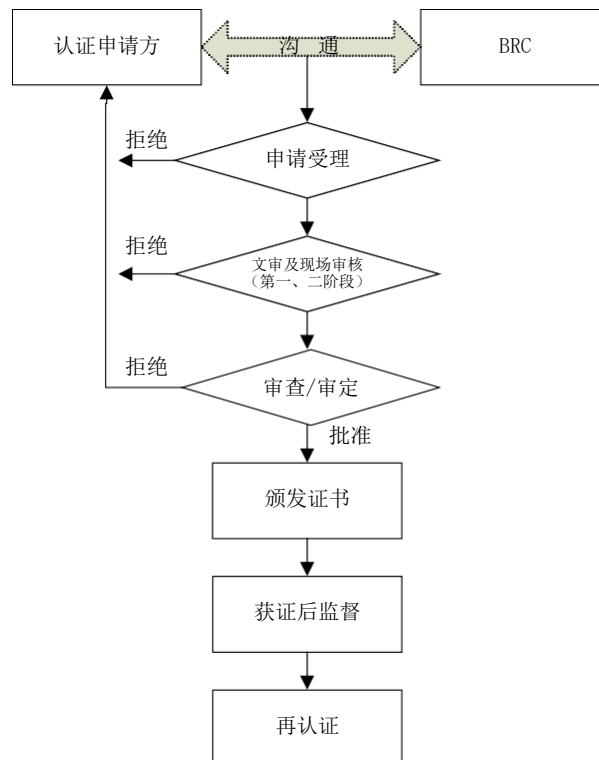 认证申请方
沟 通
BRC
拒绝
申请受理
拒绝
文审及现场审核
(第一、二阶段)
拒绝
审查/审定
批准
颁发证书
获证后监督
再认证